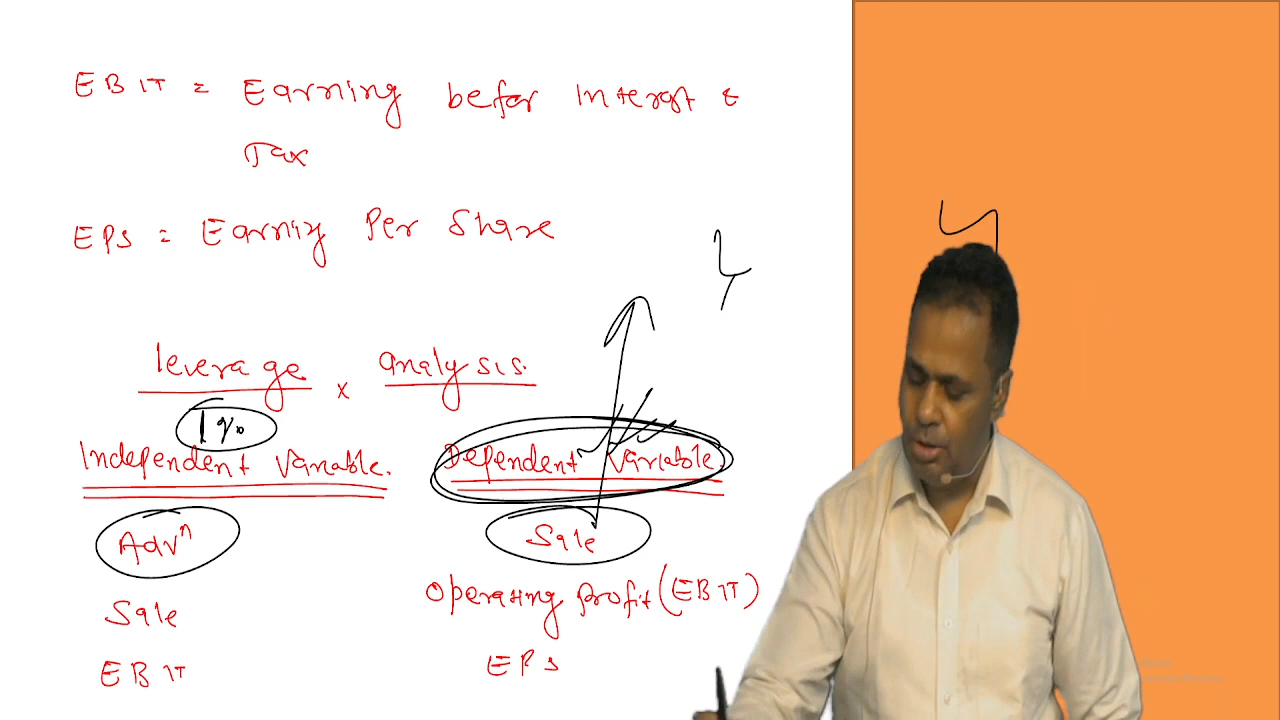 EBIT = Earning befor Interest &
Tax
EPS = Earning Per Share
leverage x analysis.
1%
Independent Variable. Dependent Variable.
Advⁿ Sale
Sale Operating Profit (EBIT)
EBIT EPS